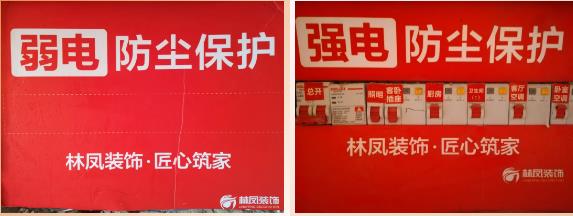 弱电 防尘保护
林凤装饰·匠心筑家
林凤装饰
强电 防尘保护
总开
照明
客卧
插座
厨房
卫生间
客厅
空调
卧室
空调
林凤装饰·匠心筑家
林凤装饰